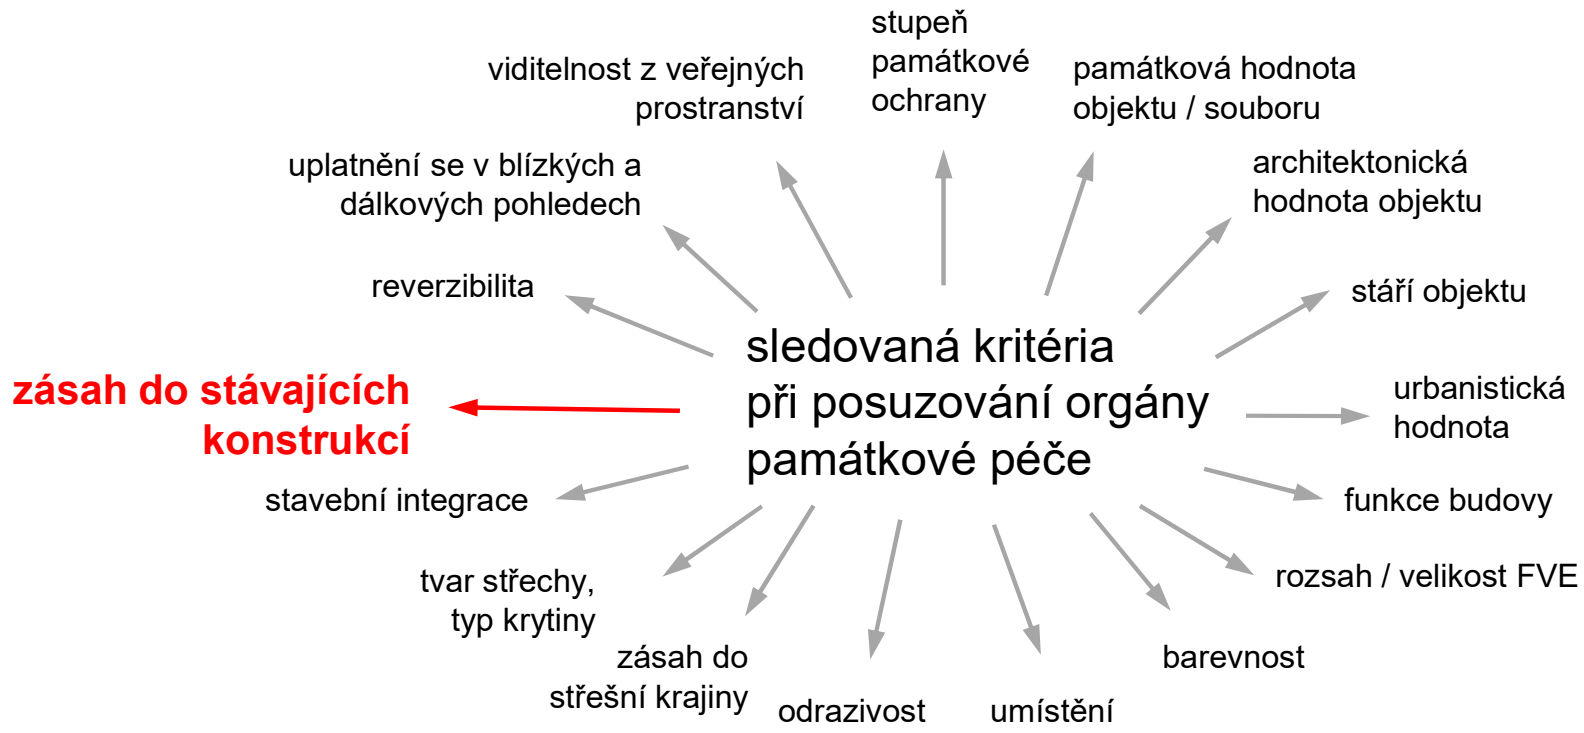 stupeň
památkové
ochrany
viditelnost z veřejných
prostranství
památková hodnota
objektu / souboru
uplatnění se v blízkých a
dálkových pohledech
architektonická
hodnota objektu
reverzibilita
stáří objektu
sledovaná kritéria
při posuzování orgány
památkové péče
zásah do stávajících
konstrukcí
urbanistická
hodnota
stavební integrace
funkce budovy
tvar střechy,
typ krytiny
rozsah / velikost FVE
zásah do
střešní krajiny
odrazivost
umístění
barevnost